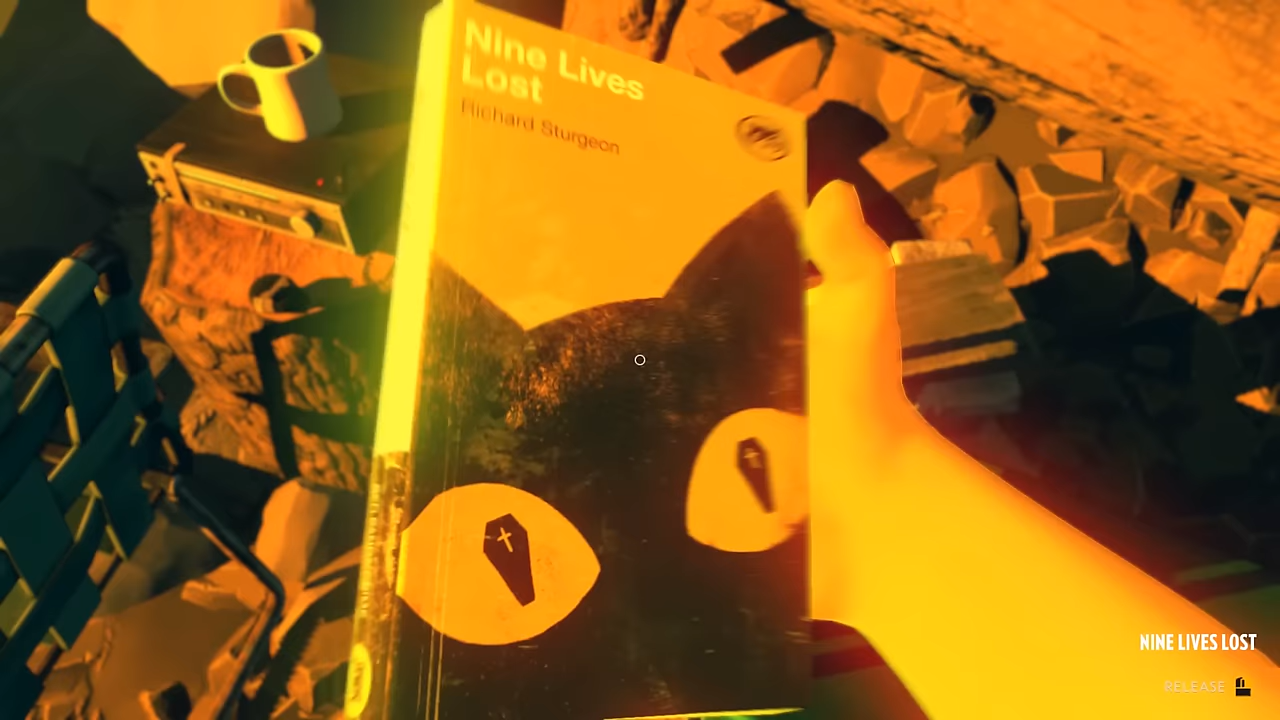 Nine Lives
Lost
Richard Sturgeon
NINE LIVES LOST
RELEASE